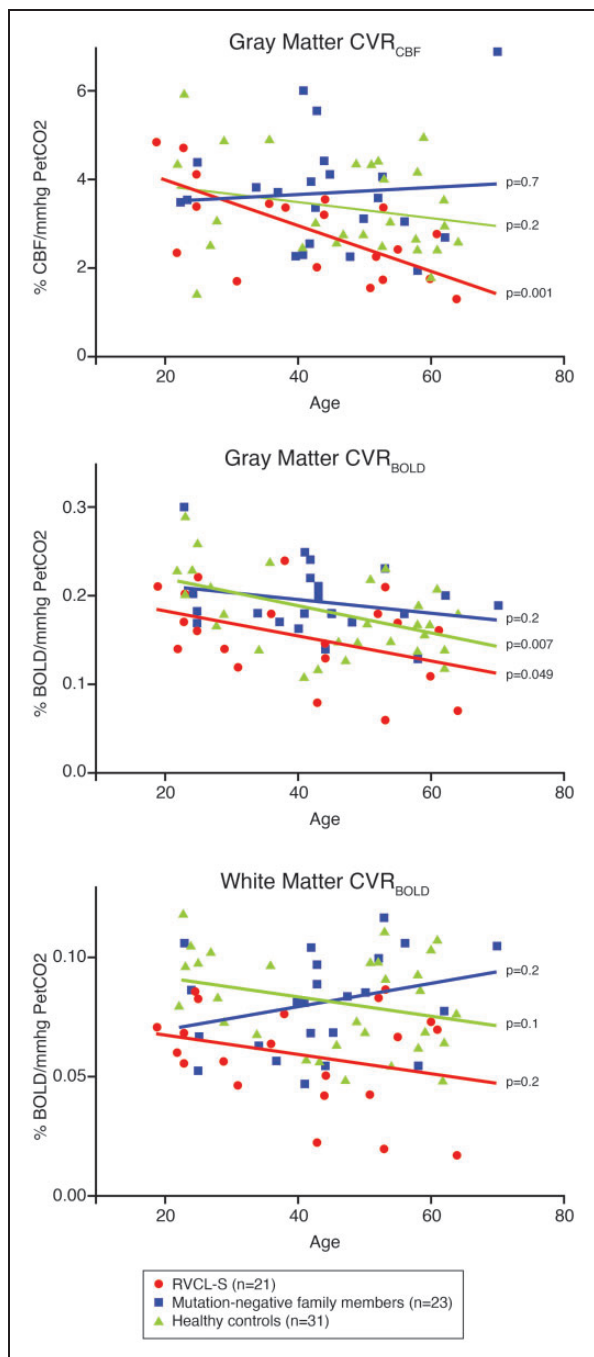 Gray Matter CVR_CBF
% CBF/mmhg PetCO2
6
4
2
0
20 40 60 80
Age
p=0.7
p=0.2
p=0.001
Gray Matter CVR_BOLD
% BOLD/mmhg PetCO2
0.3
0.2
0.1
0.0
20 40 60 80
Age
p=0.2
p=0.007
p=0.049
White Matter CVR_BOLD
% BOLD/mmhg PetCO2
0.10
0.05
0.00
20 40 60 80
Age
p=0.2
p=0.1
p=0.2
RVCL-S (n=21)
Mutation-negative family members (n=23)
Healthy controls (n=31)